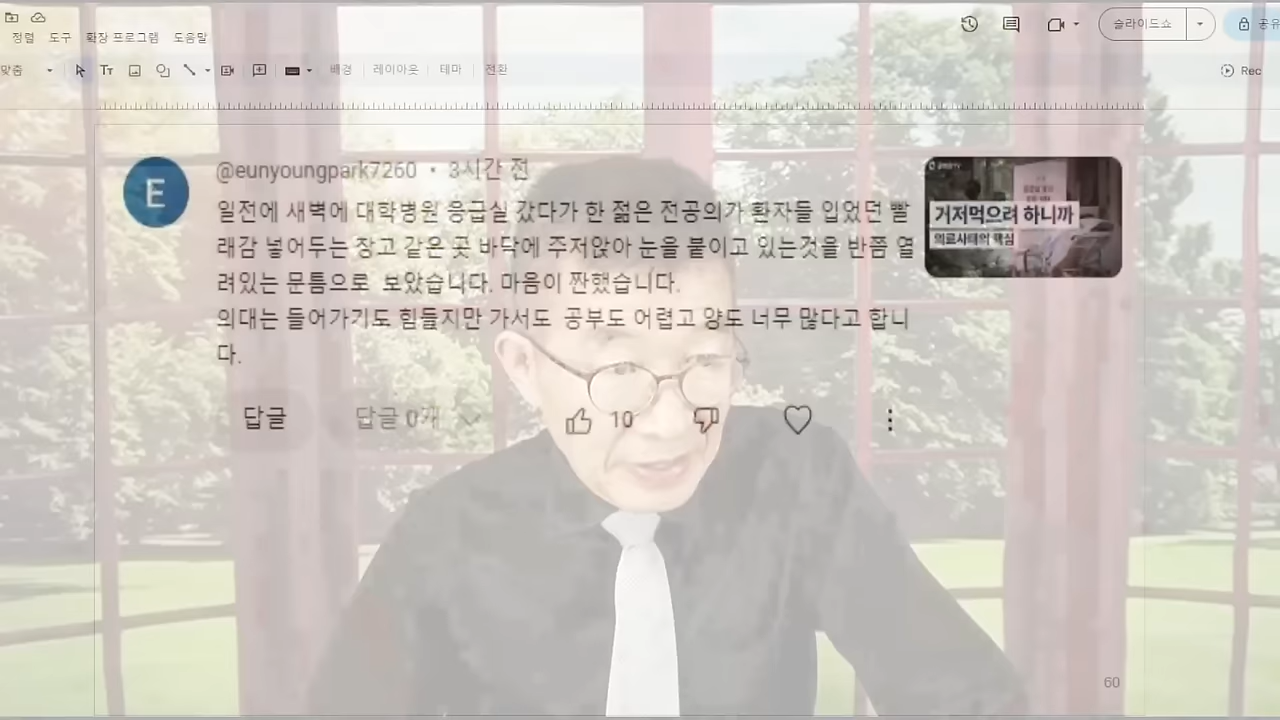 정렬 도구 확장 프로그램 도움말
슬라이드쇼
맞춤
Tт
배경 레이아웃 테마 전환
Rec
@eunyoungpark7260 · 3시간 전
일전에 새벽에 대학병원 응급실 갔다가 한 젊은 전공의가 환자들 입었던 빨
래감 넣어두는 창고 같은 곳 바닥에 주저앉아 눈을 붙이고 있는것을 반쯤 열
려있는 문틈으로 보았습니다. 마음이 짠했습니다.
의대는 들어가기도 힘들지만 가서도 공부도 어렵고 양도 너무 많다고 합니
다.
답글 답글 0개 10
E
거저먹으려 하니까
의료사태의 핵심
60